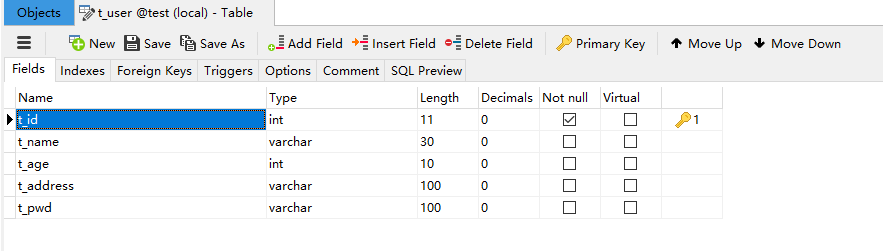 Objects t_user @test (local) - Table
New Save Save As Add Field Insert Field Delete Field Primary Key Move Up Move Down
Fields Indexes Foreign Keys Triggers Options Comment SQL Preview
Name Type Length Decimals Not null Virtual
t_id int 11 0 1
t_name varchar 30 0
t_age int 10 0
t_address varchar 100 0
t_pwd varchar 100 0